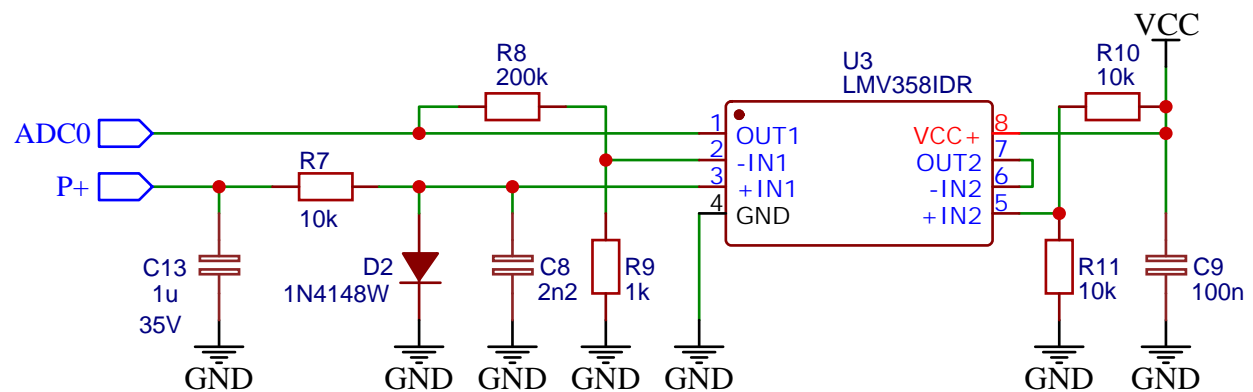 VCC
R8
200k
U3
LMV358IDR
R10
10k
ADC0
1
OUT1
VCC+
8
2
-IN1
OUT2
7
P+
R7
10k
3
+IN1
-IN2
6
4
GND
+IN2
5
C13
1u
35V
D2
1N4148W
C8
2n2
R9
1k
R11
10k
C9
100n
GND
GND
GND
GND
GND
GND
GND